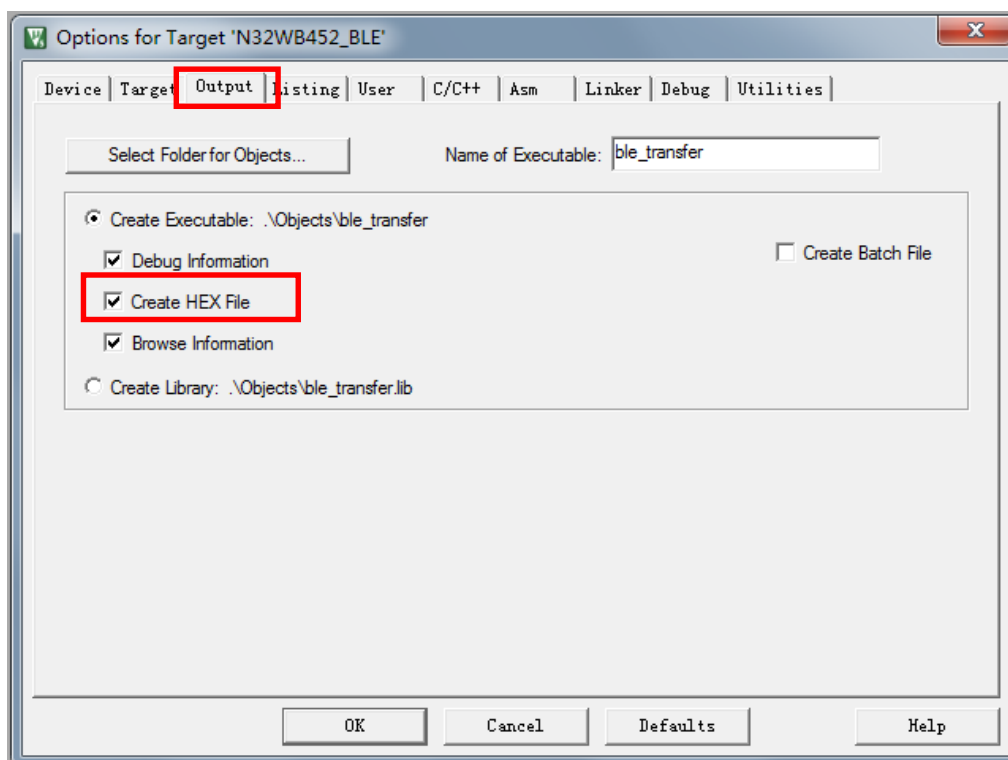 Options for Target 'N32WB452_BLE'
Device Target Output Listing User C/C++ Asm Linker Debug Utilities
Select Folder for Objects... Name of Executable: ble_transfer
Create Executable: .\Objects\ble_transfer
Debug Information Create Batch File
Create HEX File
Browse Information
Create Library: .\Objects\ble_transfer.lib
OK Cancel Defaults Help